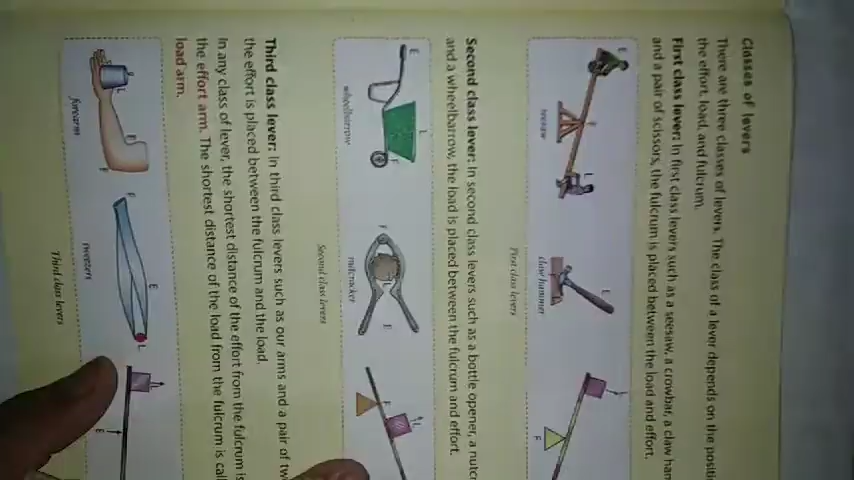 Classes of levers
There are three classes of levers. The class of a lever depends on the
the effort, load, and fulcrum.
First class lever: In first class levers such as a seesaw, a crowbar, a claw
and a pair of scissors, the fulcrum is placed between the load and effort.
E
F
L
seesaw
L
claw hammer
L
F
First class levers
Second class lever: In second class levers such as a bottle opener, a
and a wheelbarrow, the load is placed between the fulcrum and effort.
E
L
F
wheelbarrow
F
L
E
nutcracker
F
L
Second class levers
Third class lever: In third class levers such as our arms and a pair of
the effort is placed between the fulcrum and the load.
In any class of lever, the shortest distance of the effort from the fulcrum is
the effort arm. The shortest distance of the load from the fulcrum is
load arm.
L
E
F
forearms
F
E
L
tweezers
L
E
Third class levers